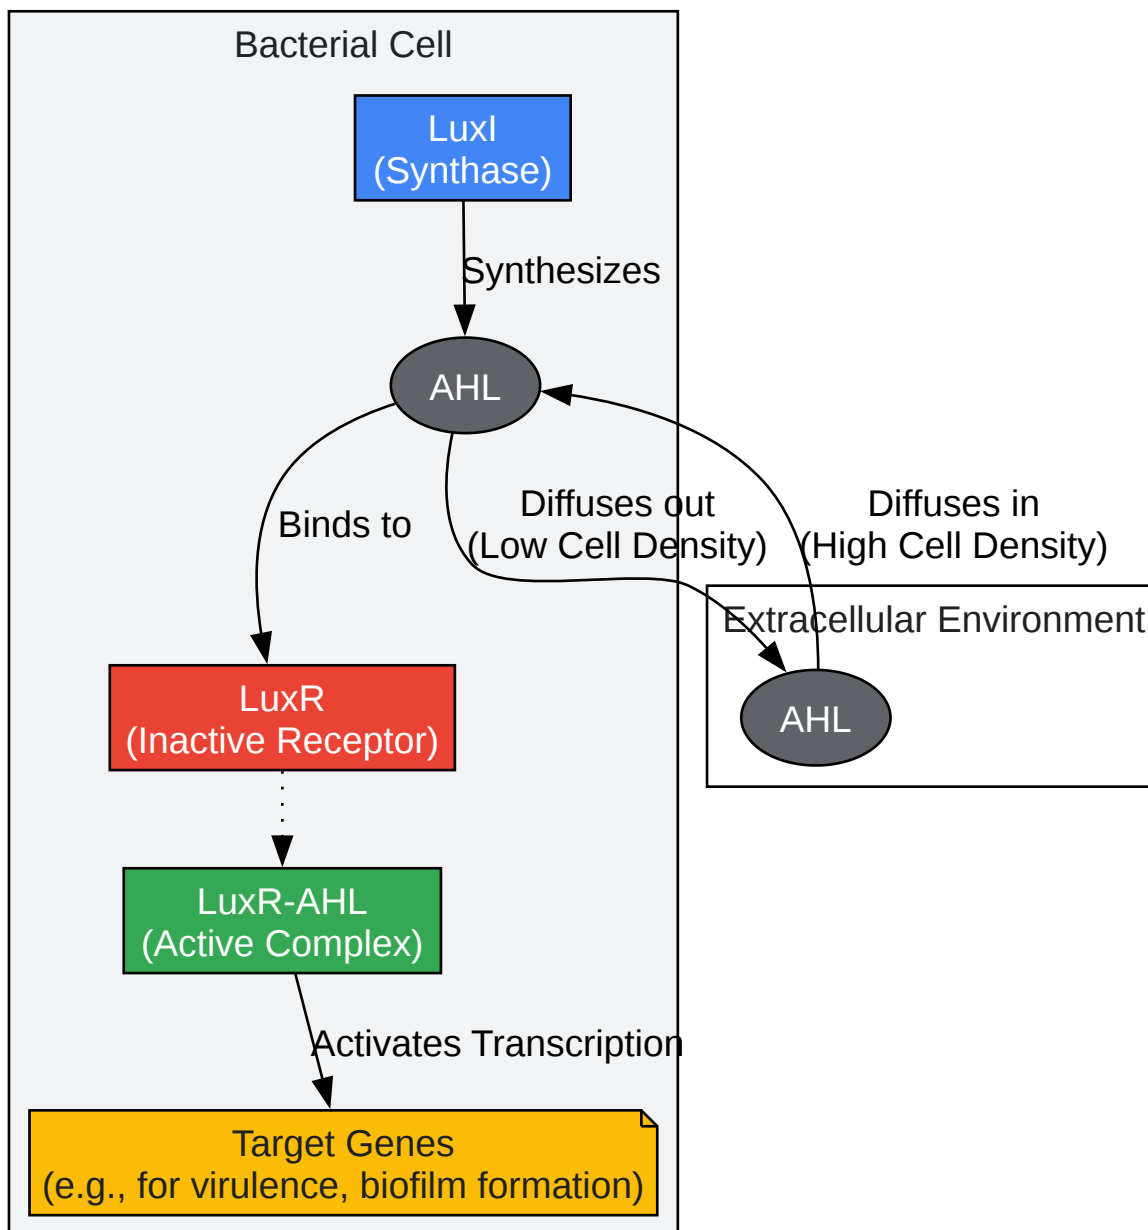 Bacterial Cell
LuxI
(Synthase)
Synthesizes
AHL
Binds to
Diffuses out
(Low Cell Density)
Diffuses in
(High Cell Density)
Extracellular Environment
AHL
LuxR
(Inactive Receptor)
LuxR-AHL
(Active Complex)
Activates Transcription
Target Genes
(e.g., for virulence, biofilm formation)